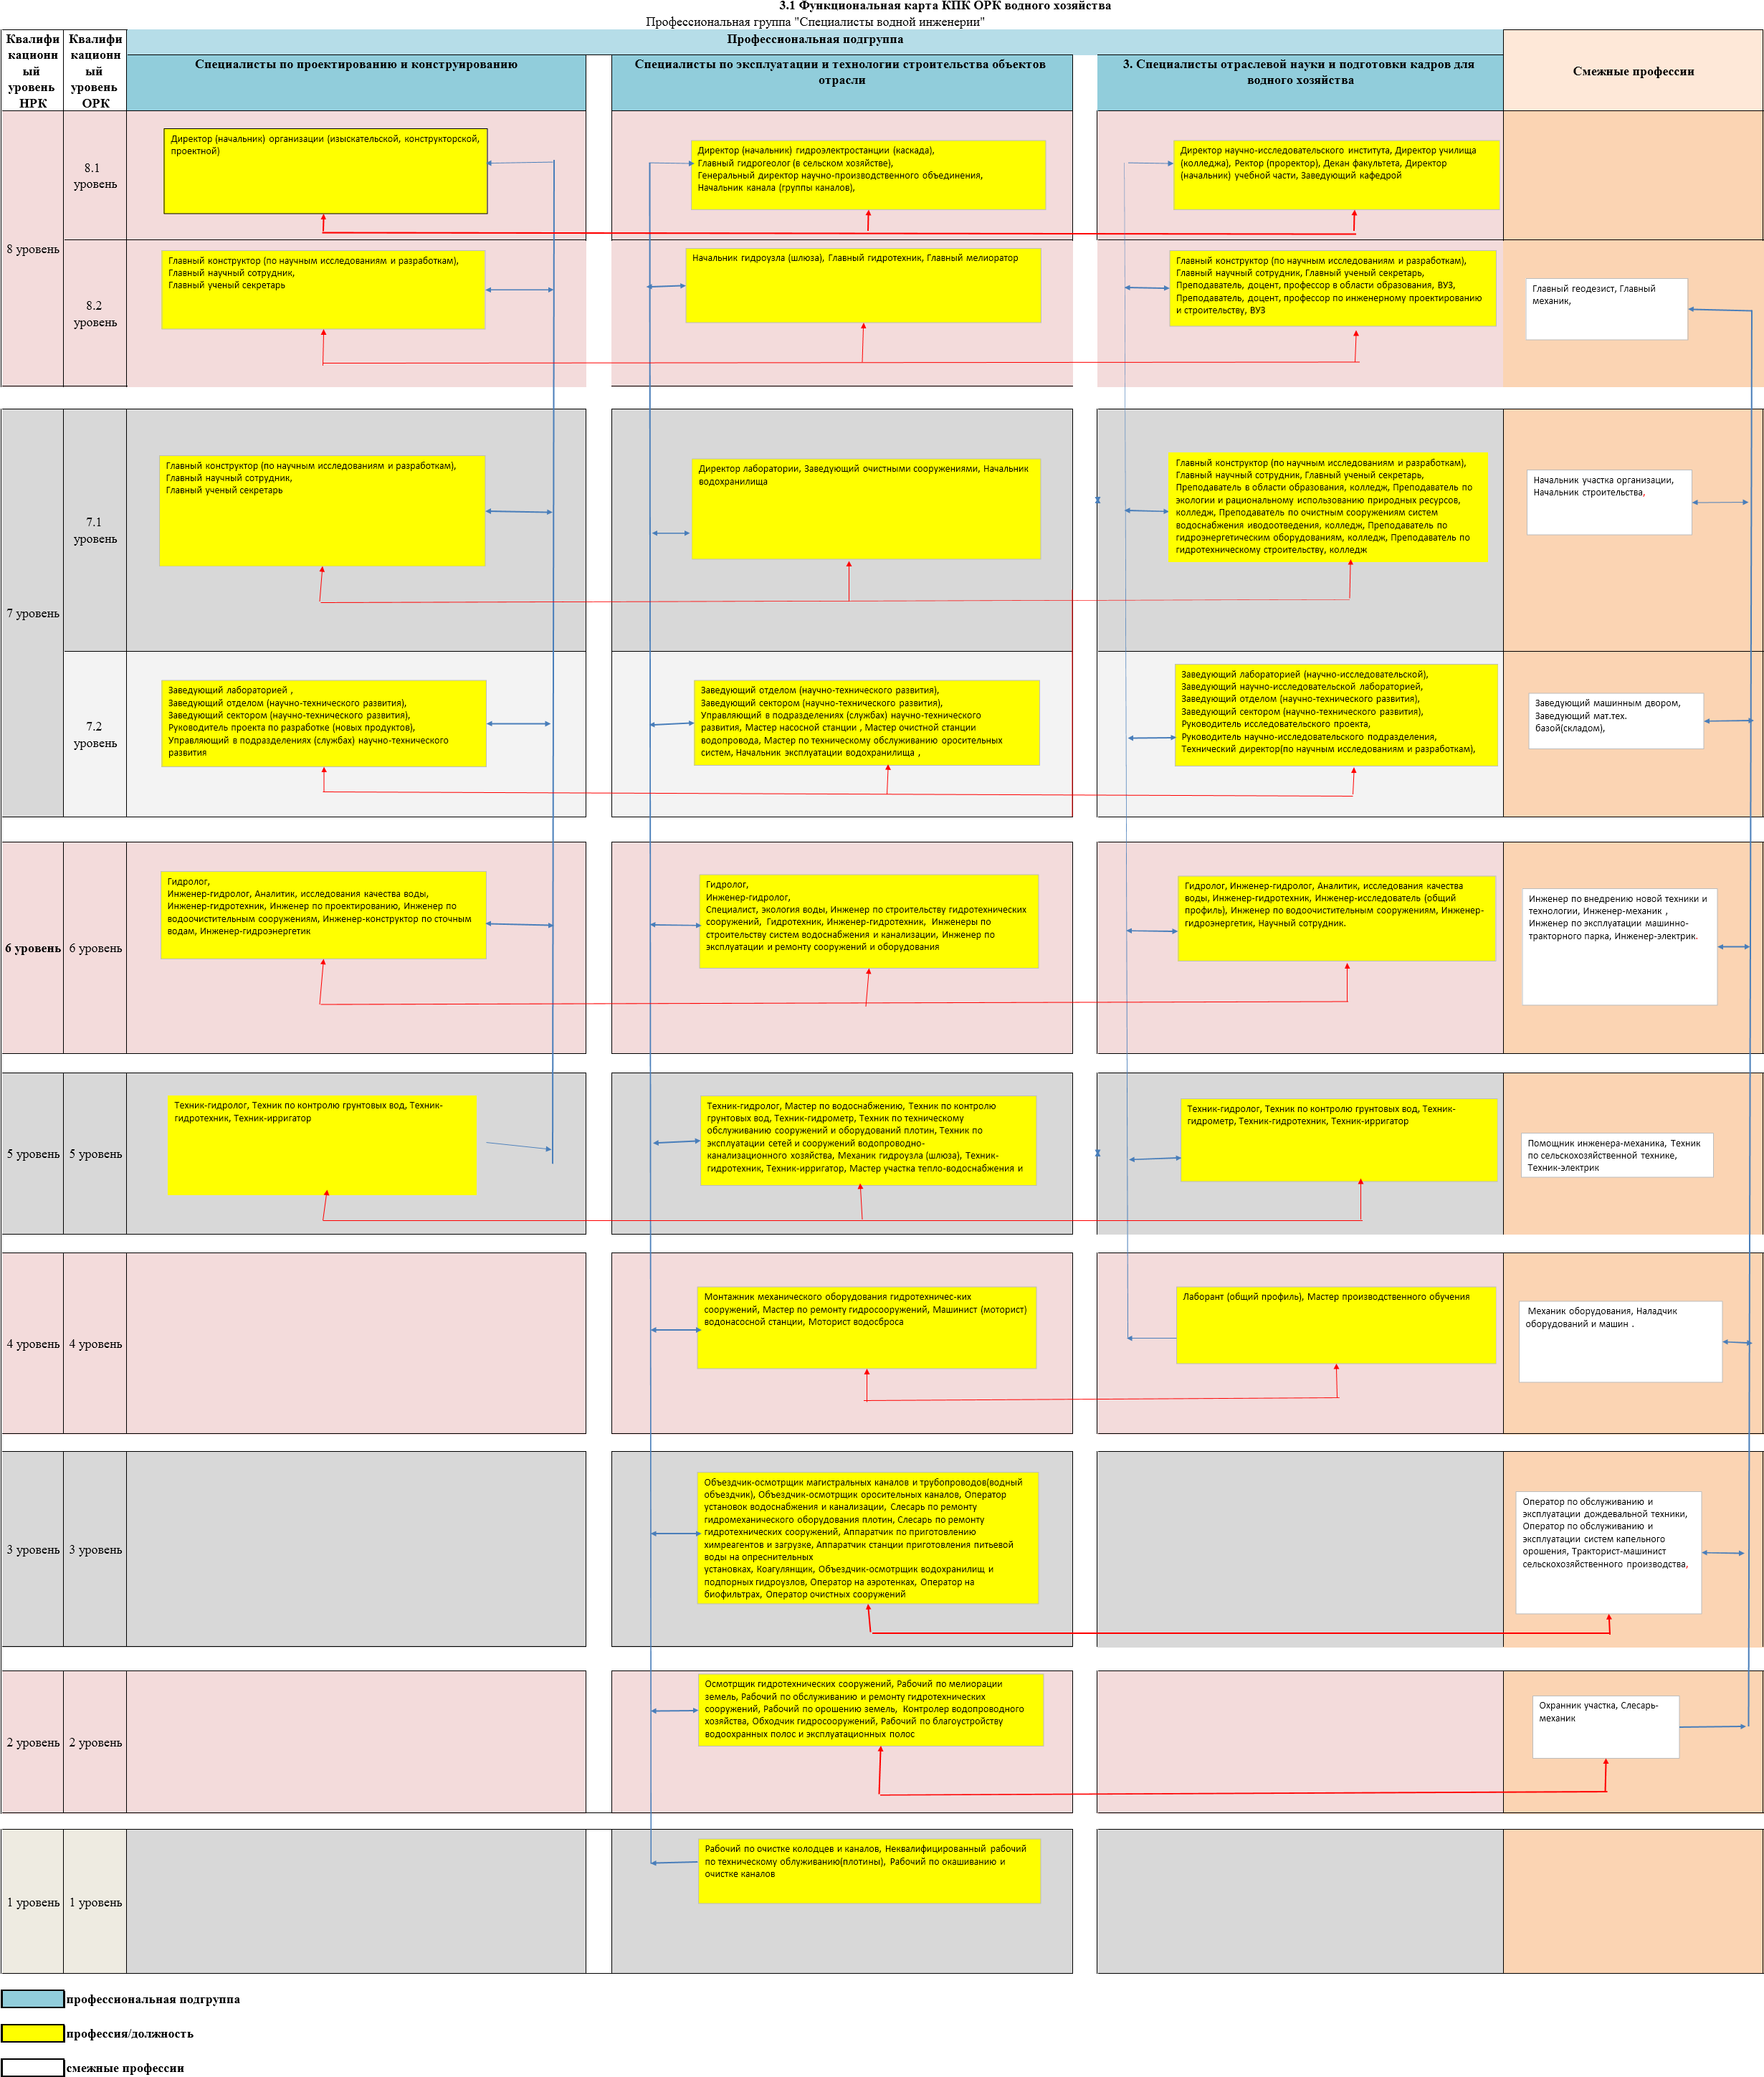 3.1 Функциональная карта КПК ОРК водного хозяйства
Профессиональная группа "Специалисты водной инженерии"
Квалифи
кационн
ый
уровень
НРК
Квалифи
кационн
ый
уровень
ОРК
Профессиональная подгруппа
Специалисты по проектированию и конструированию
Специалисты по эксплуатации и технологии строительства объектов
отрасли
3. Специалисты отраслевой науки и подготовки кадров для
водного хозяйства
Смежные профессии
8 уровень
8.1
уровень
Директор (начальник) организации (изыскательской, конструкторской,
проектной)
Директор (начальник) гидроэлектростанции (каскада),
Главный гидрогеолог (в сельском хозяйстве),
Генеральный директор научно-производственного объединения,
Начальник канала (группы каналов),
Директор научно-исследовательского института, Директор училища
(колледжа), Ректор (проректор), Декан факультета, Директор
(начальник) учебной части, Заведующий кафедрой
8.2
уровень
Главный конструктор (по научным исследованиям и разработкам),
Главный научный сотрудник,
Главный ученый секретарь
Начальник гидроузла (шлюза), Главный гидротехник, Главный мелиоратор
Главный конструктор (по научным исследованиям и разработкам),
Главный научный сотрудник, Главный ученый секретарь,
Преподаватель, доцент, профессор в области образования, ВУЗ,
Преподаватель, доцент, профессор по инженерному проектированию
и строительству, ВУЗ
Главный геодезист, Главный
механик,
7 уровень
7.1
уровень
Главный конструктор (по научным исследованиям и разработкам),
Главный научный сотрудник,
Главный ученый секретарь
Директор лаборатории, Заведующий очистными сооружениями, Начальник
водохранилища
Главный конструктор (по научным исследованиям и разработкам),
Главный научный сотрудник, Главный ученый секретарь,
Преподаватель в области образования, колледж, Преподаватель по
экологии и рациональному использованию природных ресурсов,
колледж, Преподаватель по очистным сооружениям систем
водоснабжения иводоотведения, колледж, Преподаватель по
гидроэнергетическим оборудованиям, колледж, Преподаватель по
гидротехническому строительству, колледж
Начальник участка организации,
Начальник строительства,
7.2
уровень
Заведующий лабораторией ,
Заведующий отделом (научно-технического развития),
Заведующий сектором (научно-технического развития),
Руководитель проекта по разработке (новых продуктов),
Управляющий в подразделениях (службах) научно-технического
развития
Заведующий отделом (научно-технического развития),
Заведующий сектором (научно-технического развития),
Управляющий в подразделениях (службах) научно-технического
развития, Мастер насосной станции , Мастер очистной станции
водопровода, Мастер по техническому обслуживанию оросительных
систем, Начальник эксплуатации водохранилища ,
Заведующий лабораторией (научно-исследовательской),
Заведующий научно-исследовательской лабораторией,
Заведующий отделом (научно-технического развития),
Заведующий сектором (научно-технического развития),
Руководитель исследовательского проекта,
Руководитель научно-исследовательского подразделения,
Технический директор(по научным исследованиям и разработкам),
Заведующий машинным двором,
Заведующий мат.тех.
базой(складом),
6 уровень
6 уровень
Гидролог,
Инженер-гидролог, Аналитик, исследования качества воды,
Инженер-гидротехник, Инженер по проектированию, Инженер по
водоочистительным сооружениям, Инженер-конструктор по сточным
водам, Инженер-гидроэнергетик
Гидролог,
Инженер-гидролог,
Специалист, экология воды, Инженер по строительству гидротехнических
сооружений, Гидротехник, Инженер-гидротехник, Инженеры по
строительству систем водоснабжения и канализации, Инженер по
эксплуатации и ремонту сооружений и оборудования
Гидролог, Инженер-гидролог, Аналитик, исследования качества
воды, Инженер-гидротехник, Инженер-исследователь (общий
профиль), Инженер по водоочистительным сооружениям, Инженер-
гидроэнергетик, Научный сотрудник.
Инженер по внедрению новой техники и
технологии, Инженер-механик ,
Инженер по эксплуатации машинно-
тракторного парка, Инженер-электрик.
5 уровень
5 уровень
Техник-гидролог, Техник по контролю грунтовых вод, Техник-
гидротехник, Техник-ирригатор
Техник-гидролог, Мастер по водоснабжению, Техник по контролю
грунтовых вод, Техник-гидрометр, Техник по техническому
обслуживанию сооружений и оборудований плотин, Техник по
эксплуатации сетей и сооружений водопроводно-
канализационного хозяйства, Механик гидроузла (шлюза), Техник-
гидротехник, Техник-ирригатор, Мастер участка тепло-водоснабжения и
Техник-гидролог, Техник по контролю грунтовых вод, Техник-
гидрометр, Техник-гидротехник, Техник-ирригатор
Помощник инженера-механика, Техник
по сельскохозяйственной технике,
Техник-электрик
4 уровень
4 уровень
Монтажник механического оборудования гидротехничес-ких
сооружений, Мастер по ремонту гидросооружений, Машинист (моторист)
водонасосной станции, Моторист водосброса
Лаборант (общий профиль), Мастер производственного обучения
Механик оборудования, Наладчик
оборудований и машин .
3 уровень
3 уровень
Объездчик-осмотрщик магистральных каналов и трубопроводов(водный
объездчик), Объездчик-осмотрщик оросительных каналов, Оператор
установок водоснабжения и канализации, Слесарь по ремонту
гидромеханического оборудования плотин, Слесарь по ремонту
гидротехнических сооружений, Аппаратчик по приготовлению
химреагентов и загрузке, Аппаратчик станции приготовления питьевой
воды на опреснительных
установках, Коагулянщик, Объездчик-осмотрщик водохранилищ и
подпорных гидроузлов, Оператор на аэротенках, Оператор на
биофильтрах, Оператор очистных сооружений
Оператор по обслуживанию и
эксплуатации дождевальной техники,
Оператор по обслуживанию и
эксплуатации систем капельного
орошения, Тракторист-машинист
сельскохозяйственного производства,
2 уровень
2 уровень
Осмотрщик гидротехнических сооружений, Рабочий по мелиорации
земель, Рабочий по обслуживанию и ремонту гидротехнических
сооружений, Рабочий по орошению земель, Контролер водопроводного
хозяйства, Обходчик гидросооружений, Рабочий по благоустройству
водоохранных полос и эксплуатационных полос
Охранник участка, Слесарь-
механик
1 уровень
1 уровень
Рабочий по очистке колодцев и каналов, Неквалифицированный рабочий
по техническому облуживанию(плотины), Рабочий по окашиванию и
очистке каналов
профессиональная подгруппа
профессия/должность
смежные профессии